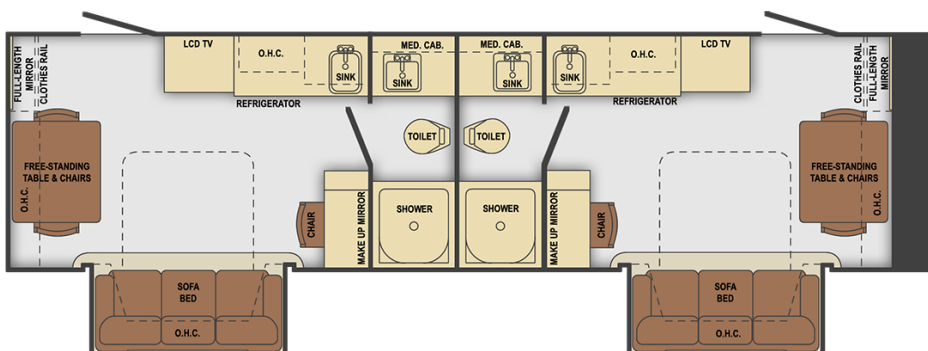 LCD TV
O.H.C.
SINK
REFRIGERATOR
MED. CAB.
SINK
MED. CAB.
SINK
SINK
O.H.C.
LCD TV
REFRIGERATOR
FULL-LENGTH
MIRROR
CLOTHES RAIL
CLOTHES RAIL
FULL-LENGTH
MIRROR
TOILET
TOILET
FREE-STANDING
TABLE & CHAIRS
O.H.C.
FREE-STANDING
TABLE & CHAIRS
O.H.C.
CHAIR
MAKE UP MIRROR
SHOWER
SHOWER
MAKE UP MIRROR
CHAIR
SOFA
BED
O.H.C.
SOFA
BED
O.H.C.